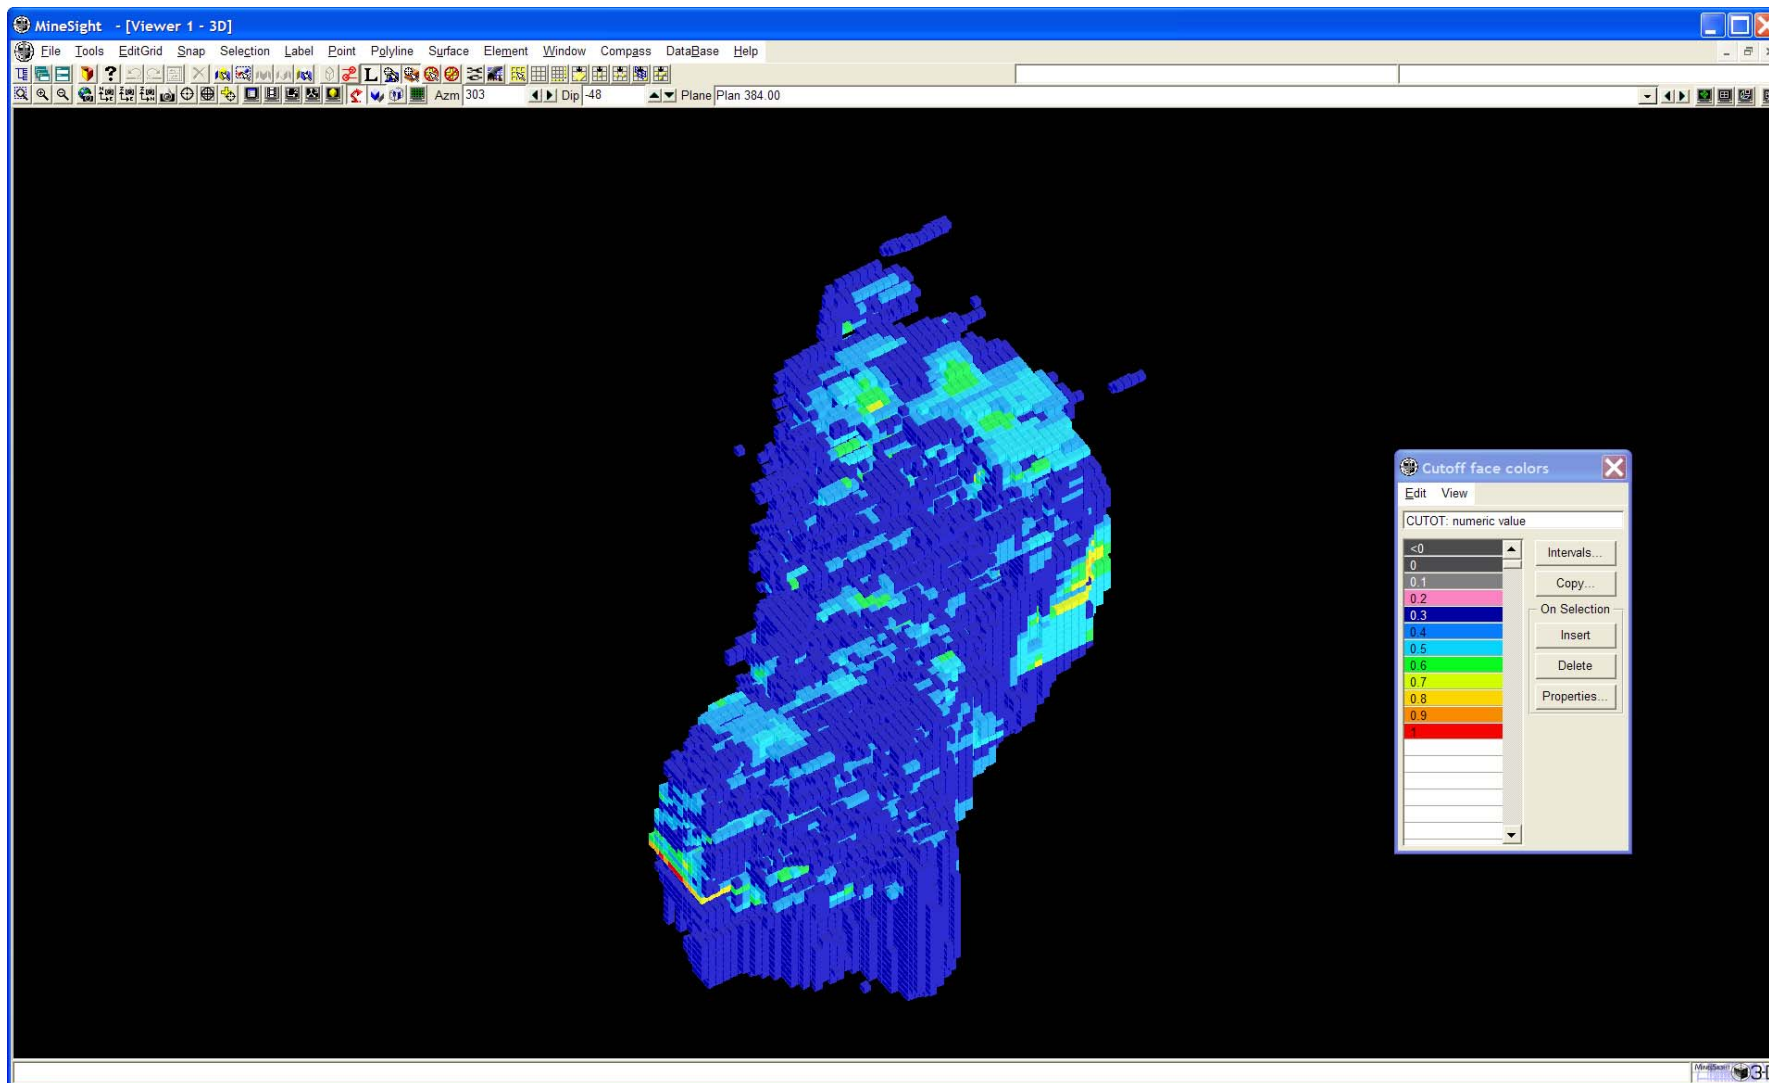 MineSight - [Viewer 1 - 3D]
File Tools EditGrid Snap Selection Label Point Polyline Surface Element Window Compass DataBase Help
Azm 303 Dip -48 Plane Plan 384.00
Cutoff face colors
Edit View
CUTOT: numeric value
<0
0
0.1
0.2
0.3
0.4
0.5
0.6
0.7
0.8
0.9
1
Intervals...
Copy...
On Selection
Insert
Delete
Properties...